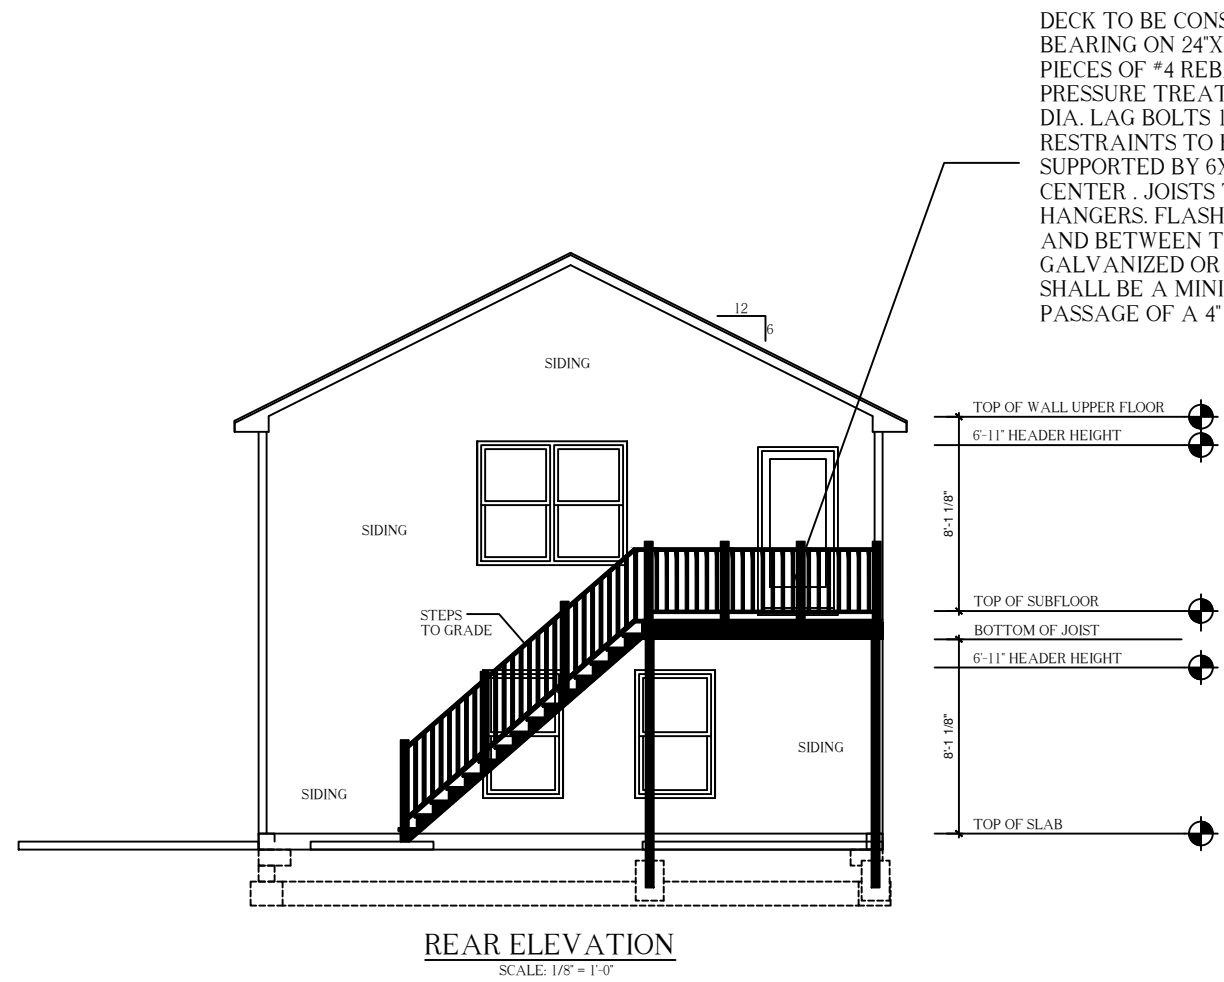 DECK TO BE CONS
BEARING ON 24"X
PIECES OF #4 REB
PRESSURE TREAT
DIA. LAG BOLTS 1
RESTRAINTS TO
SUPPORTED BY 6X
CENTER . JOISTS
HANGERS. FLASH
AND BETWEEN T
GALVANIZED OR
SHALL BE A MINI
PASSAGE OF A 4"
12
6
SIDING
TOP OF WALL UPPER FLOOR
6'-11" HEADER HEIGHT
8'-1 1/8"
SIDING
TOP OF SUBFLOOR
STEPS
TO GRADE
BOTTOM OF JOIST
6'-11" HEADER HEIGHT
8'-1 1/8"
SIDING
SIDING
TOP OF SLAB
REAR ELEVATION
SCALE: 1/8" = 1'-0"